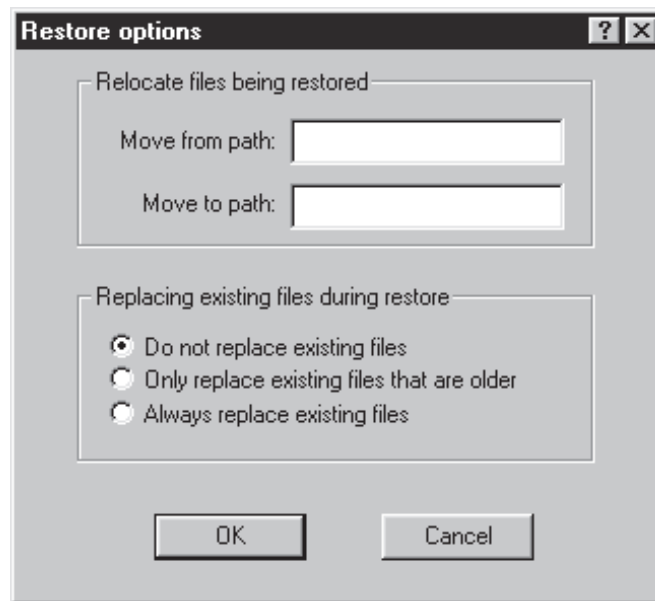 Restore options
?
Relocate files being restored
Move from path:
Move to path:
Replacing existing files during restore
Do not replace existing files
Only replace existing files that are older
Always replace existing files
OK
Cancel